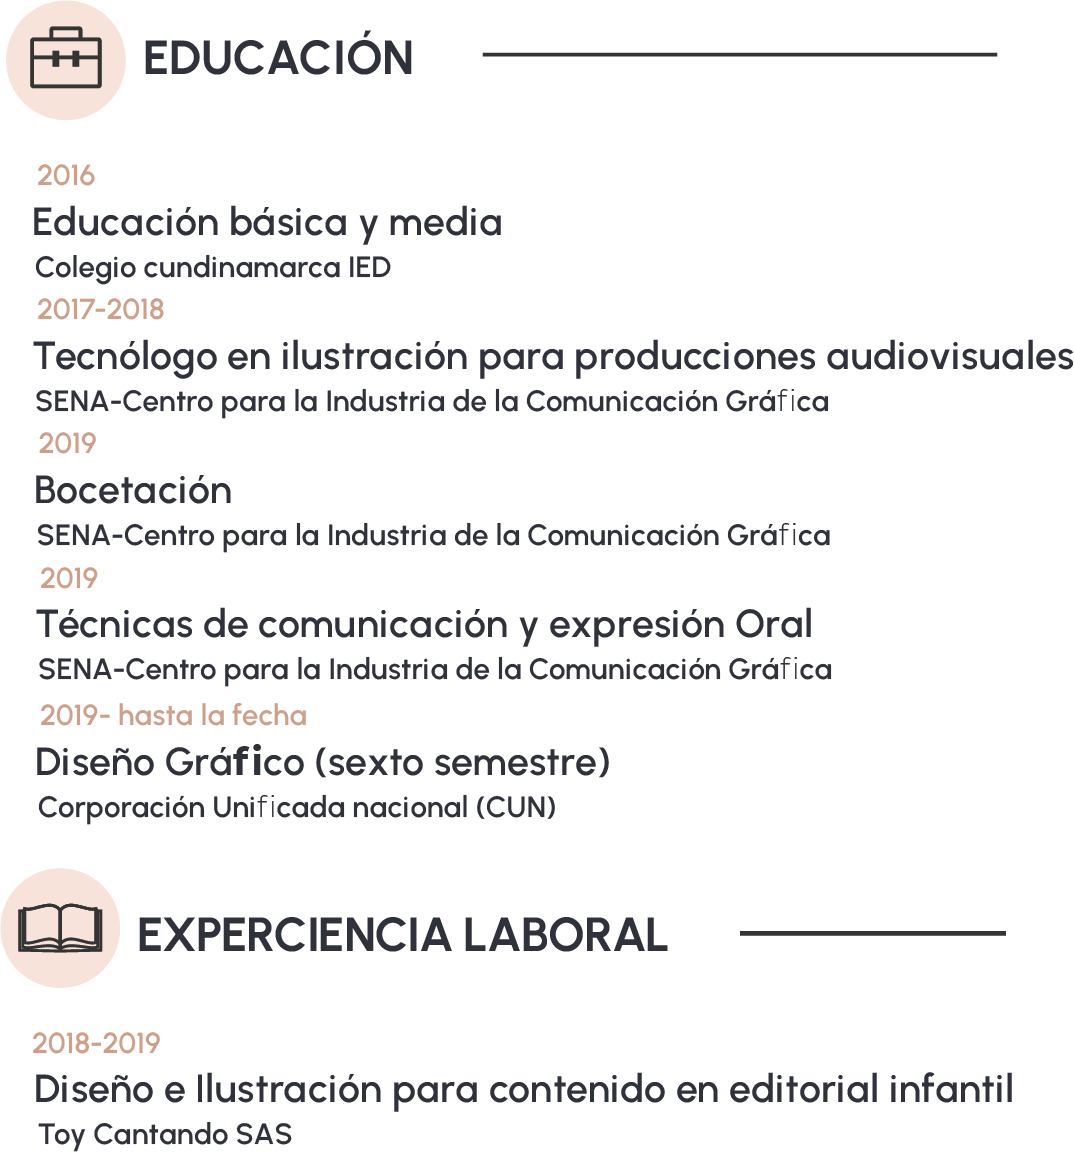 EDUCACIÓN
2016
Educación básica y media
Colegio cundinamarca IED
2017-2018
Tecnólogo en ilustración para producciones audiovisuales
SENA-Centro para la Industria de la Comunicación Gráfica
2019
Bocetación
SENA-Centro para la Industria de la Comunicación Gráfica
2019
Técnicas de comunicación y expresión Oral
SENA-Centro para la Industria de la Comunicación Gráfica
2019- hasta la fecha
Diseño Gráfico (sexto semestre)
Corporación Unificada nacional (CUN)
EXPERCIENCIA LABORAL
2018-2019
Diseño e Ilustración para contenido en editorial infantil
Toy Cantando SAS